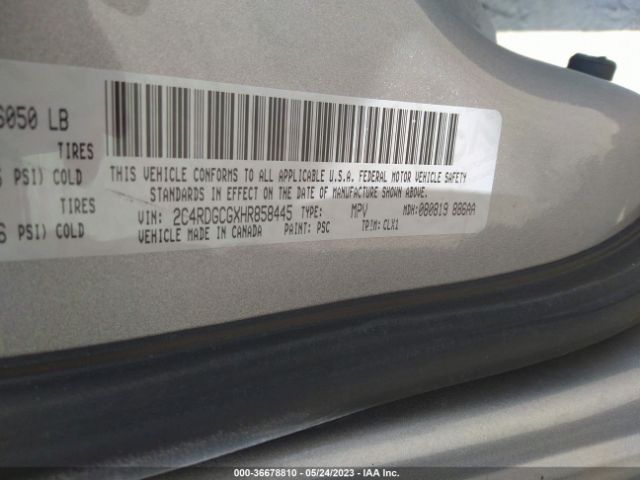 6050 LB
TIRES
PSI) COLD
TIRES
PSI) COLD
THIS VEHICLE CONFORMS TO ALL APPLICABLE U.S.A. FEDERAL MOTOR VEHICLE SAFETY
STANDARDS IN EFFECT ON THE DATE OF MANUFACTURE SHOWN ABOVE.
VIN: 2C4RDGCGXHR858445 TYPE: MPV MDH:080819 886AA
VEHICLE MADE IN CANADA PAINT: PSC TRIM: CLX1
000-36678810 — 05/24/2023 — IAA Inc.